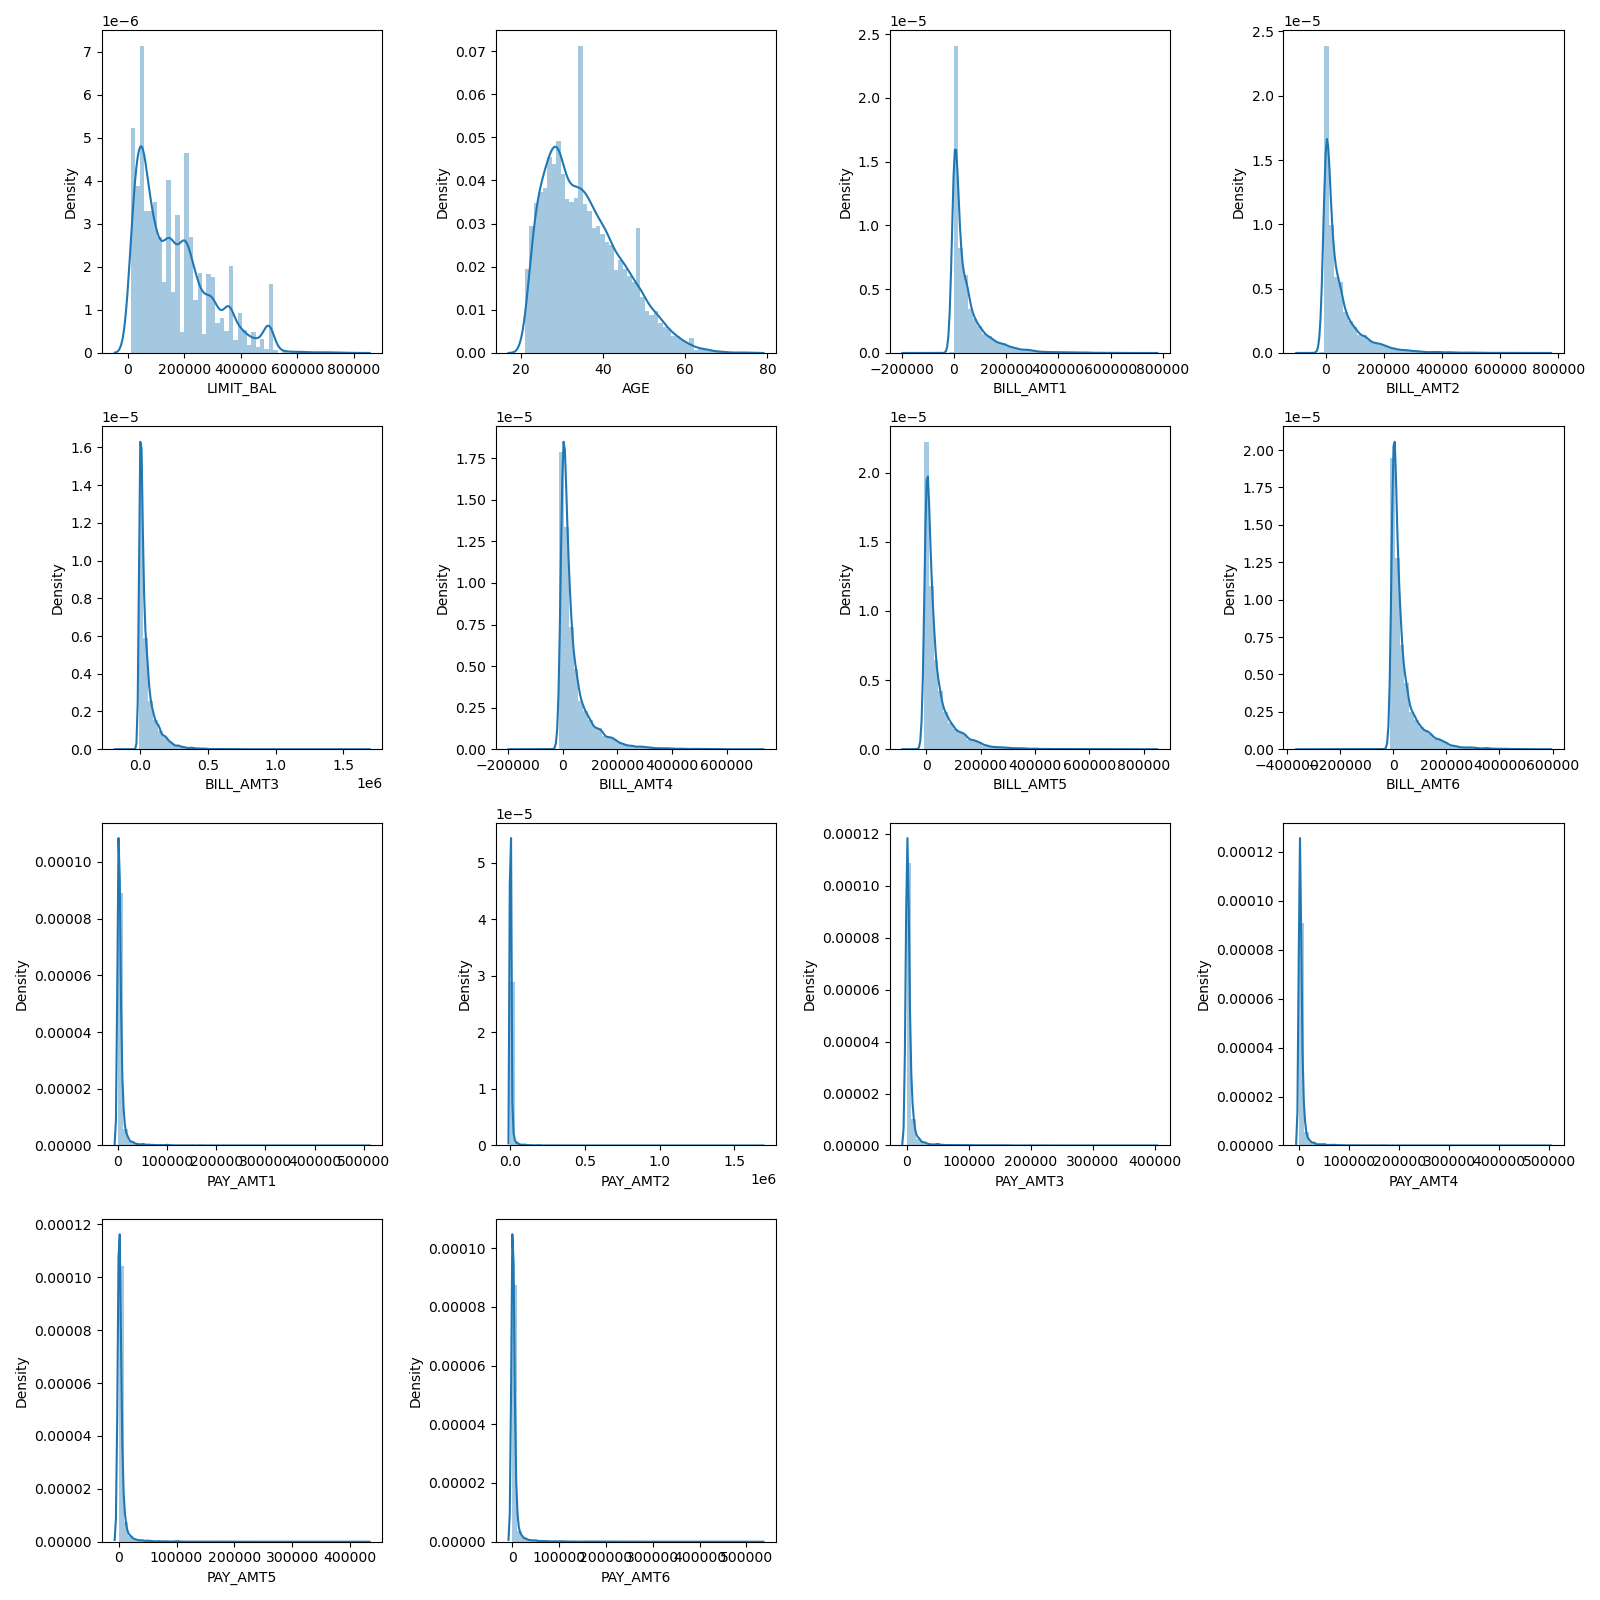 1e−6
7
6
5
4
3
2
1
0
Density
0 200000 400000 600000 800000
LIMIT_BAL
0.07
0.06
0.05
0.04
0.03
0.02
0.01
0.00
Density
20 40 60 80
AGE
1e−5
2.5
2.0
1.5
1.0
0.5
0.0
Density
−200000 0 200000 400000 600000 800000
BILL_AMT1
1e−5
2.5
2.0
1.5
1.0
0.5
0.0
Density
0 200000 400000 600000 800000
BILL_AMT2
1e−5
1.6
1.4
1.2
1.0
0.8
0.6
0.4
0.2
0.0
Density
0.0 0.5 1.0 1.5
1e6
BILL_AMT3
1e−5
1.75
1.50
1.25
1.00
0.75
0.50
0.25
0.00
Density
−200000 0 200000 400000 600000
BILL_AMT4
1e−5
2.0
1.5
1.0
0.5
0.0
Density
0 200000 400000 600000 800000
BILL_AMT5
1e−5
2.00
1.75
1.50
1.25
1.00
0.75
0.50
0.25
0.00
Density
−400000 −200000 0 200000 400000 600000
BILL_AMT6
0.00010
0.00008
0.00006
0.00004
0.00002
0.00000
Density
0 100000 200000 300000 400000 500000
PAY_AMT1
1e−5
5
4
3
2
1
0
Density
0.0 0.5 1.0 1.5
1e6
PAY_AMT2
0.00012
0.00010
0.00008
0.00006
0.00004
0.00002
0.00000
Density
0 100000 200000 300000 400000
PAY_AMT3
0.00012
0.00010
0.00008
0.00006
0.00004
0.00002
0.00000
Density
0 100000 200000 300000 400000 500000
PAY_AMT4
0.00012
0.00010
0.00008
0.00006
0.00004
0.00002
0.00000
Density
0 100000 200000 300000 400000
PAY_AMT5
0.00010
0.00008
0.00006
0.00004
0.00002
0.00000
Density
0 100000 200000 300000 400000 500000
PAY_AMT6